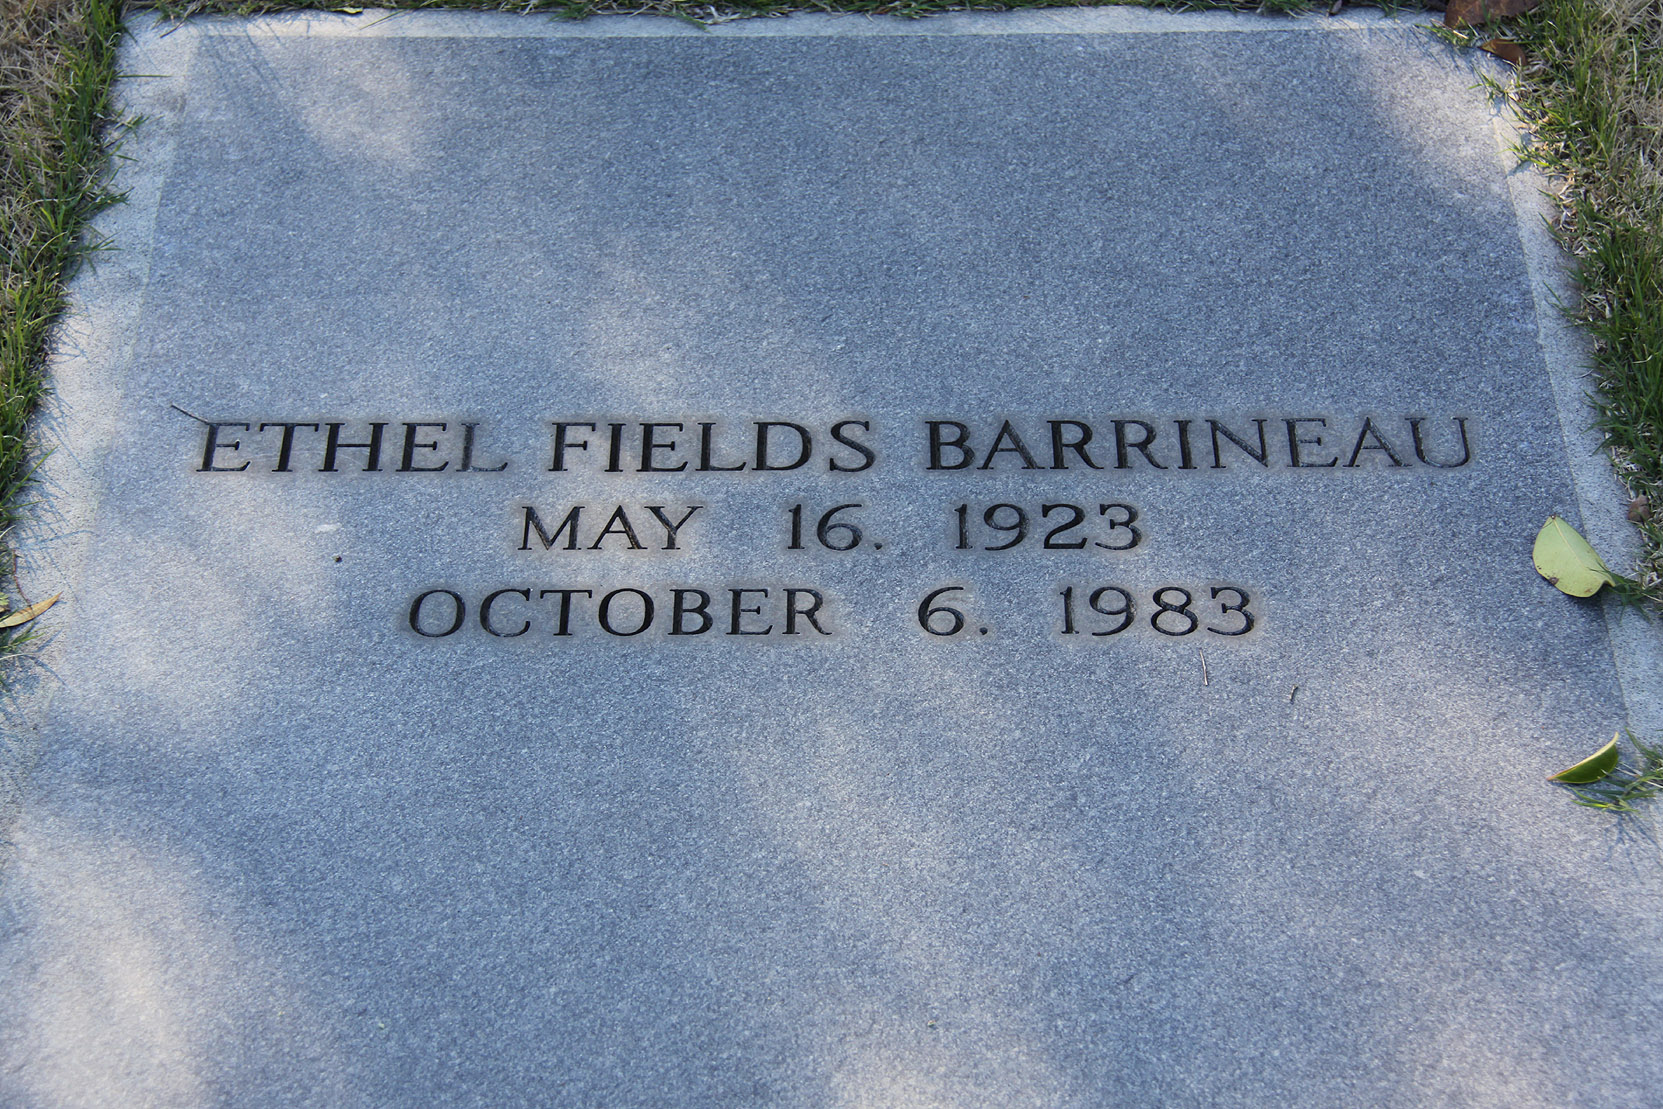 ETHEL FIELDS BARRINEAU
MAY 16. 1923
OCTOBER 6. 1983